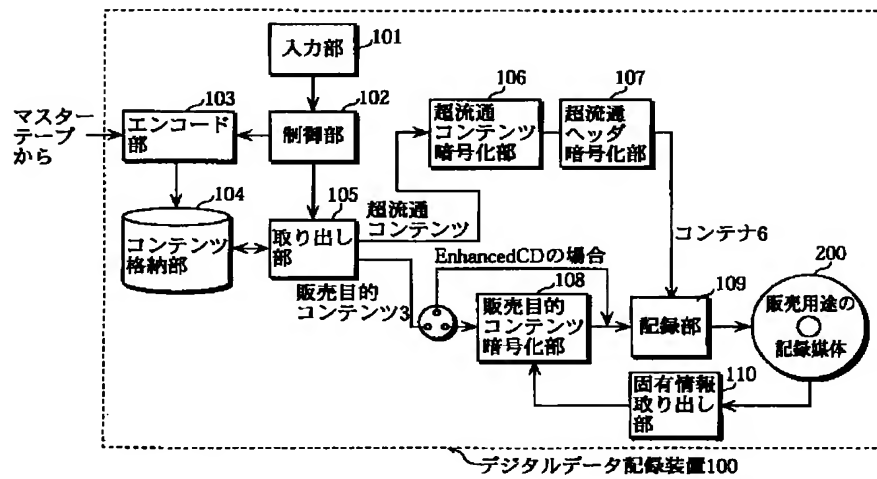 入力部
101
マスター
テープ
から
103
エンコード
部
102
制御部
106
超流通
コンテンツ
暗号化部
107
超流通
ヘッダ
暗号化部
104
コンテンツ
格納部
105
取り出し
部
超流通
コンテンツ
販売目的
コンテンツ3
EnhancedCDの場合
コンテナ6
108
販売目的
コンテンツ
暗号化部
109
記録部
200
販売用途の
記録媒体
110
固有情報
取り出し
部
デジタルデータ記録装置100